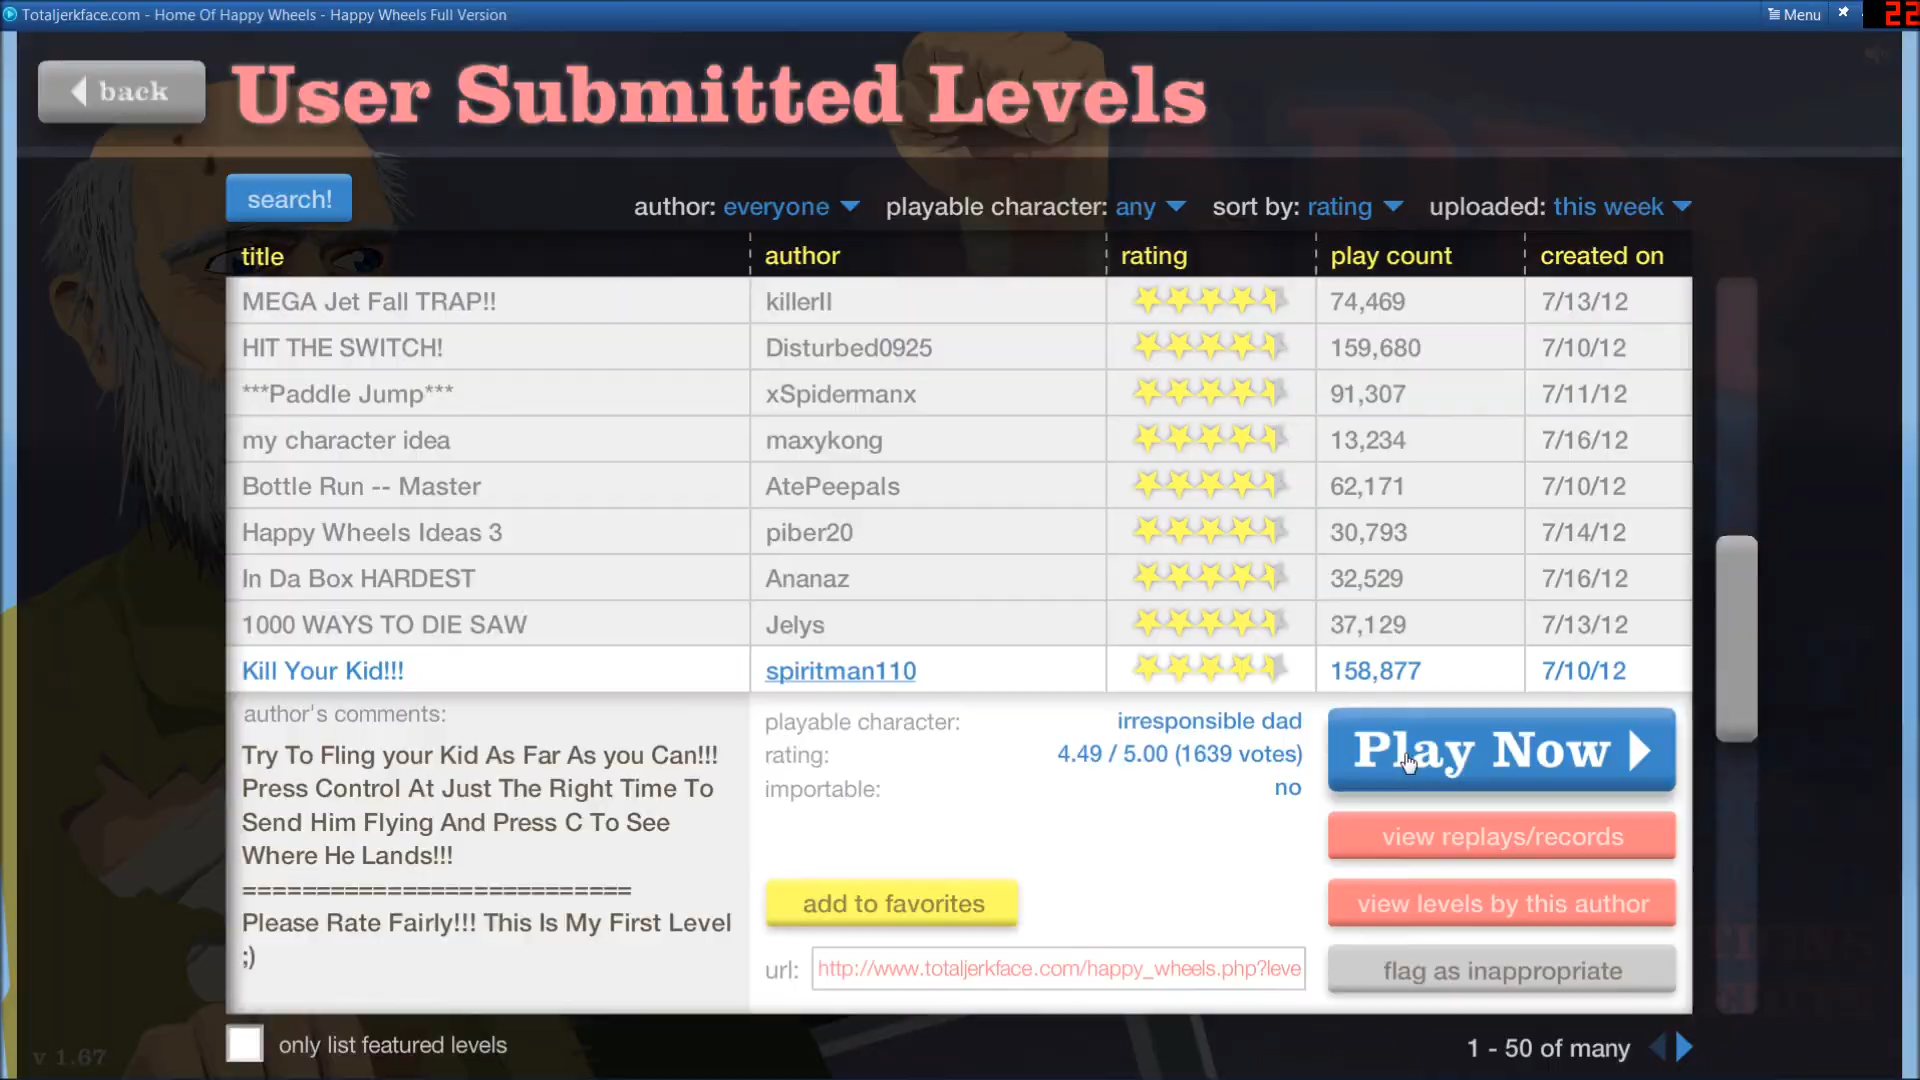 Totaljerkface.com - Home Of Happy Wheels - Happy Wheels Full Version
Menu
22
back
User Submitted Levels
search!
author: everyone
playable character: any
sort by: rating
uploaded: this week
title author rating play count created on
MEGA Jet Fall TRAP!! killerII 74,469 7/13/12
HIT THE SWITCH! Disturbed0925 159,680 7/10/12
***Paddle Jump*** xSpidermanx 91,307 7/11/12
my character idea maxykong 13,234 7/16/12
Bottle Run -- Master AtePeepals 62,171 7/10/12
Happy Wheels Ideas 3 piber20 30,793 7/14/12
In Da Box HARDEST Ananaz 32,529 7/16/12
1000 WAYS TO DIE SAW Jelys 37,129 7/13/12
Kill Your Kid!!! spiritman110 158,877 7/10/12
author's comments:
Try To Fling your Kid As Far As you Can!!!
Press Control At Just The Right Time To
Send Him Flying And Press C To See
Where He Lands!!!
==========================
Please Rate Fairly!!! This Is My First Level
;)
playable character: irresponsible dad
rating: 4.49 / 5.00 (1639 votes)
importable: no
add to favorites
url: http://www.totaljerkface.com/happy_wheels.php?leve
Play Now
view replays/records
view levels by this author
flag as inappropriate
only list featured levels
1 - 50 of many
v 1.67